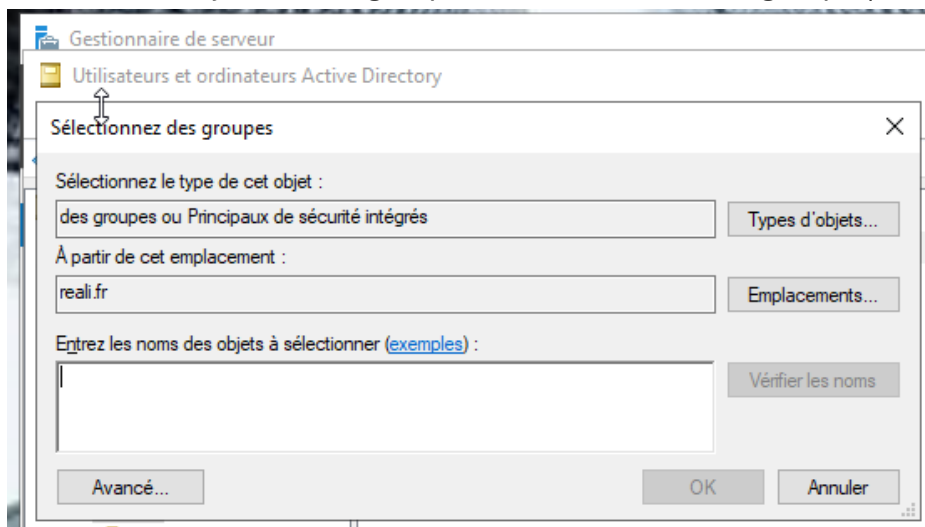 Gestionnaire de serveur
Utilisateurs et ordinateurs Active Directory
Sélectionnez des groupes
Sélectionnez le type de cet objet :
des groupes ou Principaux de sécurité intégrés
Types d'objets...
À partir de cet emplacement :
reali.fr
Emplacements...
Entrez les noms des objets à sélectionner (exemples) :
Vérifier les noms
Avancé...
OK
Annuler